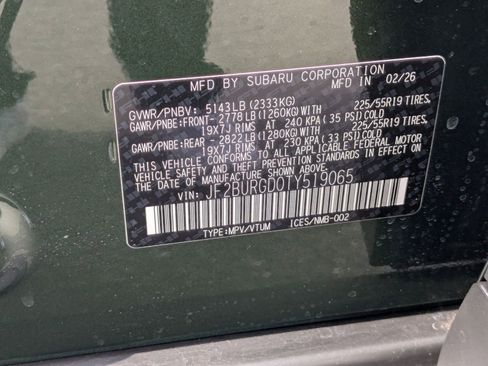 MFD BY SUBARU CORPORATION
MFD IN 02/26
GVWR/PNBV: 5143LB (2333KG)
GAWR/PNBE:FRONT- 2778LB (1260KG) WITH 225/55R19 TIRES,
19X7J RIMS AT 240 KPA (35 PSI) COLD
GAWR/PNBE:REAR - 2822LB (1280KG) WITH 225/55R19 TIRES,
19X7J RIMS AT 230 KPA (33 PSI) COLD
THIS VEHICLE CONFORMS TO ALL APPLICABLE FEDERAL MOTOR
VEHICLE SAFETY AND THEFT PREVENTION STANDARDS IN EFFECT
ON THE DATE OF MANUFACTURE SHOWN ABOVE.
VIN: JF2BURGD0TY519065
TYPE:MPV/VTUM ICES/NMB-002